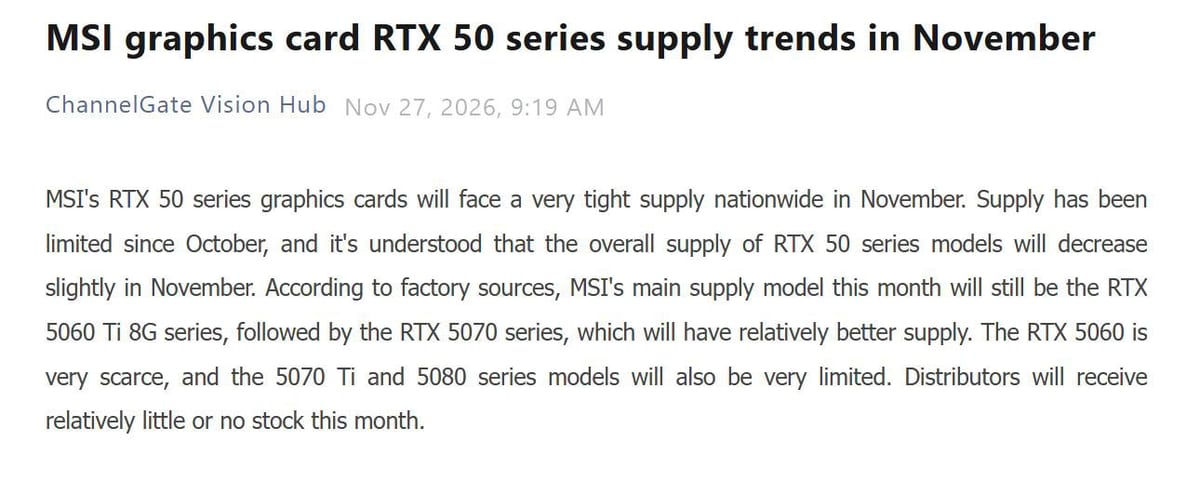 MSI graphics card RTX 50 series supply trends in November
ChannelGate Vision Hub Nov 27, 2026, 9:19 AM
MSI's RTX 50 series graphics cards will face a very tight supply nationwide in November. Supply has been
limited since October, and it's understood that the overall supply of RTX 50 series models will decrease
slightly in November. According to factory sources, MSI's main supply model this month will still be the RTX
5060 Ti 8G series, followed by the RTX 5070 series, which will have relatively better supply. The RTX 5060 is
very scarce, and the 5070 Ti and 5080 series models will also be very limited. Distributors will receive
relatively little or no stock this month.